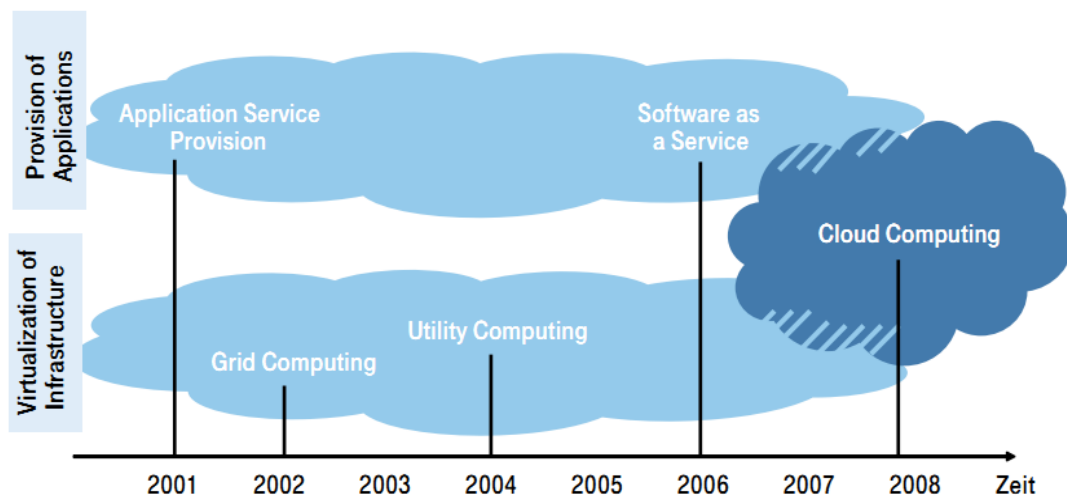 Provision of
Applications
Application Service
Provision
Software as
a Service
Cloud Computing
Virtualization of
Infrastructure
Utility Computing
Grid Computing
2001 2002 2003 2004 2005 2006 2007 2008 Zeit